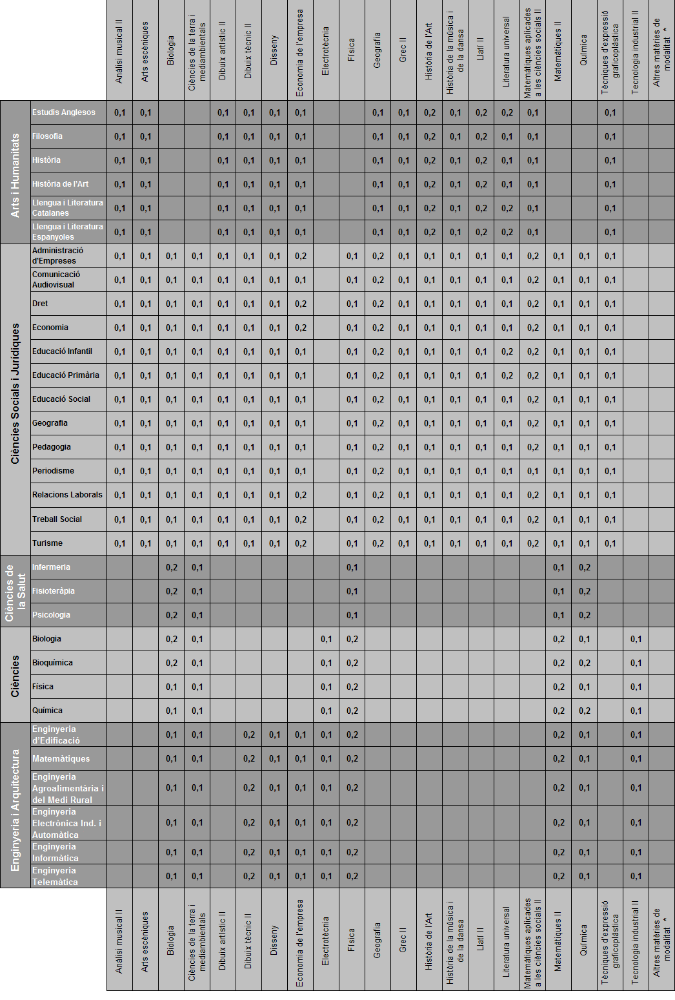 Análisi musical II
Arts escèniques
Biologia
Ciències de la terra i
mediambientals
Dibuix artístic II
Dibuix tècnic II
Disseny
Economia de l'empresa
Electrotècnia
Física
Geografia
Grec II
História de l'Art
História de la música i
de la dansa
Llatí II
Literatura universal
Matemátiques aplicades
a les ciències socials II
Matemátiques II
Química
Tècniques d'expressió
graficoplástica
Tecnologia industrial II
Altres matèries de
modalitat *
Arts i Humanitats
Estudis Anglesos 0,1 0,1 0,1 0,1 0,1 0,1 0,1 0,1 0,2 0,1 0,2 0,2 0,1 0,1
Filosofia 0,1 0,1 0,1 0,1 0,1 0,1 0,1 0,1 0,2 0,1 0,2 0,1 0,1 0,1
Història 0,1 0,1 0,1 0,1 0,1 0,1 0,1 0,1 0,2 0,1 0,2 0,1 0,1 0,1
Història de l'Art 0,1 0,1 0,1 0,1 0,1 0,1 0,1 0,1 0,2 0,1 0,2 0,1 0,1 0,1
Llengua i Literatura
Catalanes 0,1 0,1 0,1 0,1 0,1 0,1 0,1 0,1 0,2 0,1 0,2 0,2 0,1 0,1
Llengua i Literatura
Espanyoles 0,1 0,1 0,1 0,1 0,1 0,1 0,1 0,1 0,2 0,1 0,2 0,2 0,1 0,1
Ciències Socials i Jurídiques
Administració
d'Empreses 0,1 0,1 0,1 0,1 0,1 0,1 0,1 0,2 0,1 0,2 0,1 0,1 0,1 0,1 0,1 0,2 0,1 0,1 0,1
Comunicació
Audiovisual 0,1 0,1 0,1 0,1 0,1 0,1 0,1 0,1 0,1 0,2 0,1 0,1 0,1 0,1 0,1 0,2 0,1 0,1 0,1
Dret 0,1 0,1 0,1 0,1 0,1 0,1 0,1 0,2 0,1 0,2 0,1 0,1 0,1 0,1 0,1 0,2 0,1 0,1 0,1
Economia 0,1 0,1 0,1 0,1 0,1 0,1 0,1 0,2 0,1 0,2 0,1 0,1 0,1 0,1 0,1 0,2 0,1 0,1 0,1
Educació Infantil 0,1 0,1 0,1 0,1 0,1 0,1 0,1 0,1 0,1 0,2 0,1 0,1 0,1 0,1 0,2 0,2 0,1 0,1 0,1
Educació Primària 0,1 0,1 0,1 0,1 0,1 0,1 0,1 0,1 0,1 0,2 0,1 0,1 0,1 0,1 0,2 0,2 0,1 0,1 0,1
Educació Social 0,1 0,1 0,1 0,1 0,1 0,1 0,1 0,1 0,1 0,2 0,1 0,1 0,1 0,1 0,1 0,2 0,1 0,1 0,1
Geografia 0,1 0,1 0,1 0,1 0,1 0,1 0,1 0,1 0,1 0,2 0,1 0,1 0,1 0,1 0,1 0,2 0,1 0,1 0,1
Pedagogia 0,1 0,1 0,1 0,1 0,1 0,1 0,1 0,1 0,1 0,2 0,1 0,1 0,1 0,1 0,1 0,2 0,1 0,1 0,1
Periodisme 0,1 0,1 0,1 0,1 0,1 0,1 0,1 0,1 0,1 0,2 0,1 0,1 0,1 0,1 0,1 0,1 0,1 0,1 0,1
Relacions Laborals 0,1 0,1 0,1 0,1 0,1 0,1 0,1 0,2 0,1 0,2 0,1 0,1 0,1 0,1 0,1 0,2 0,1 0,1 0,1
Treball Social 0,1 0,1 0,1 0,1 0,1 0,1 0,1 0,2 0,1 0,2 0,1 0,1 0,1 0,1 0,1 0,2 0,1 0,1 0,1
Turisme 0,1 0,1 0,1 0,1 0,1 0,1 0,1 0,2 0,1 0,2 0,1 0,1 0,1 0,1 0,1 0,2 0,1 0,1 0,1
Ciències de
la Salut
Infermeria 0,2 0,1 0,1 0,1 0,2
Fisioteràpia 0,2 0,1 0,1 0,1 0,2
Psicologia 0,2 0,1 0,1 0,1 0,2
Ciències
Biologia 0,2 0,1 0,1 0,2 0,2 0,1 0,1
Bioquímica 0,2 0,1 0,1 0,2 0,2 0,2 0,1
Física 0,1 0,1 0,1 0,2 0,2 0,1 0,1
Química 0,1 0,1 0,1 0,2 0,2 0,2 0,1
Enginyeria i Arquitectura
Enginyeria
d'Edificació 0,1 0,1 0,2 0,1 0,1 0,1 0,2 0,2 0,1 0,1
Matemàtiques 0,1 0,1 0,2 0,1 0,1 0,1 0,2 0,2 0,1 0,1
Enginyeria
Agroalimentària i
del Medi Rural 0,1 0,1 0,2 0,1 0,1 0,1 0,2 0,2 0,1 0,1
Enginyeria
Electrònica Ind. i
Automàtica 0,1 0,1 0,2 0,1 0,1 0,1 0,2 0,2 0,1 0,1
Enginyeria
Informàtica 0,1 0,1 0,2 0,1 0,1 0,1 0,2 0,2 0,1 0,1
Enginyeria
Telemàtica 0,1 0,1 0,2 0,1 0,1 0,1 0,2 0,2 0,1 0,1
Análisi musical II
Arts escèniques
Biologia
Ciències de la terra i
mediambientals
Dibuix artístic II
Dibuix tècnic II
Disseny
Economia de l'empresa
Electrotècnia
Física
Geografia
Grec II
História de l'Art
História de la música i
de la dansa
Llatí II
Literatura universal
Matemátiques aplicades
a les ciències socials II
Matemátiques II
Química
Tècniques d'expressió
graficoplástica
Tecnologia industrial II
Altres matèries de
modalitat *